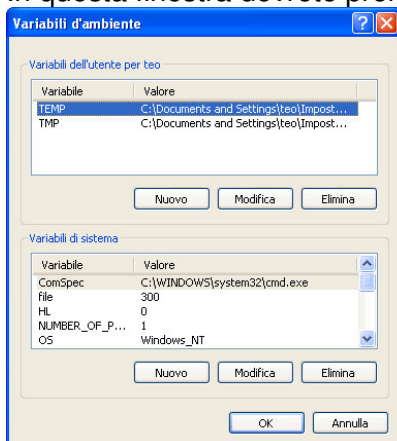 Variabili d'ambiente
Variabili dell'utente per teo
Variabile Valore
TEMP C:\Documents and Settings\teo\Impost...
TMP C:\Documents and Settings\teo\Impost...
Nuovo Modifica Elimina
Variabili di sistema
Variabile Valore
ComSpec C:\WINDOWS\system32\cmd.exe
file 300
HL 0
NUMBER_OF_P... 1
OS Windows_NT
Nuovo Modifica Elimina
OK Annulla